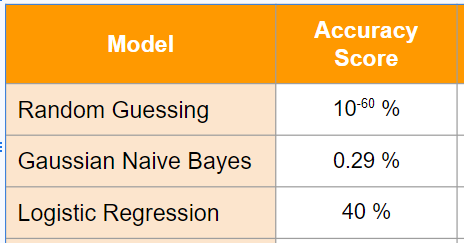 Model
Accuracy
Score
Random Guessing
10⁻⁶⁰ %
Gaussian Naive Bayes
0.29 %
Logistic Regression
40 %